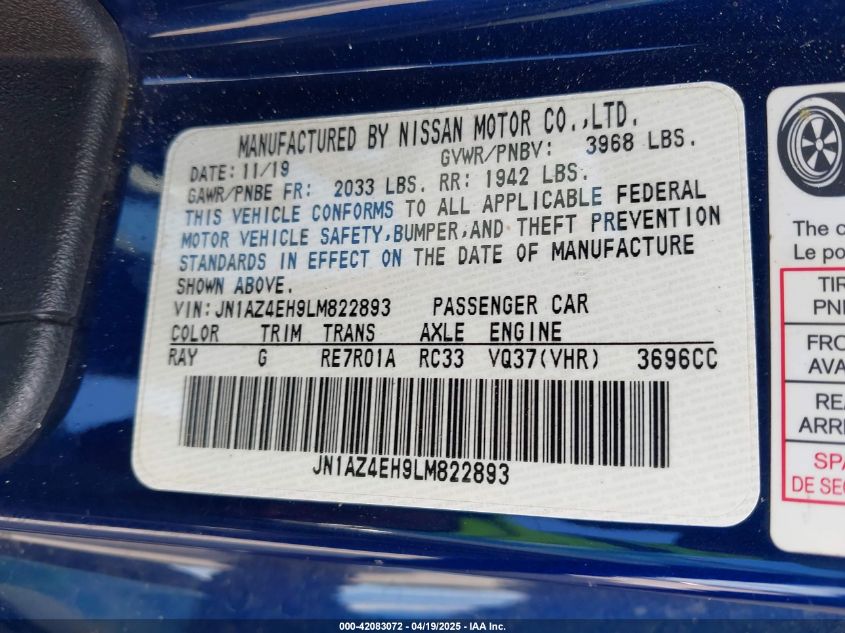 MANUFACTURED BY NISSAN MOTOR CO.,LTD.
DATE: 11/19 GVWR/PNBV: 3968 LBS.
GAWR/PNBE FR: 2033 LBS. RR: 1942 LBS.
THIS VEHICLE CONFORMS TO ALL APPLICABLE FEDERAL
MOTOR VEHICLE SAFETY,BUMPER,AND THEFT PREVENTION
STANDARDS IN EFFECT ON THE DATE OF MANUFACTURE
SHOWN ABOVE.
VIN:JN1AZ4EH9LM822893 PASSENGER CAR
COLOR TRIM TRANS AXLE ENGINE
RAY G RE7R01A RC33 VQ37(VHR) 3696CC
JN1AZ4EH9LM822893
The
Le
FRO
AVA
REA
ARR
SPA
DE
000-42083072 - 04/19/2025 - IAA Inc.